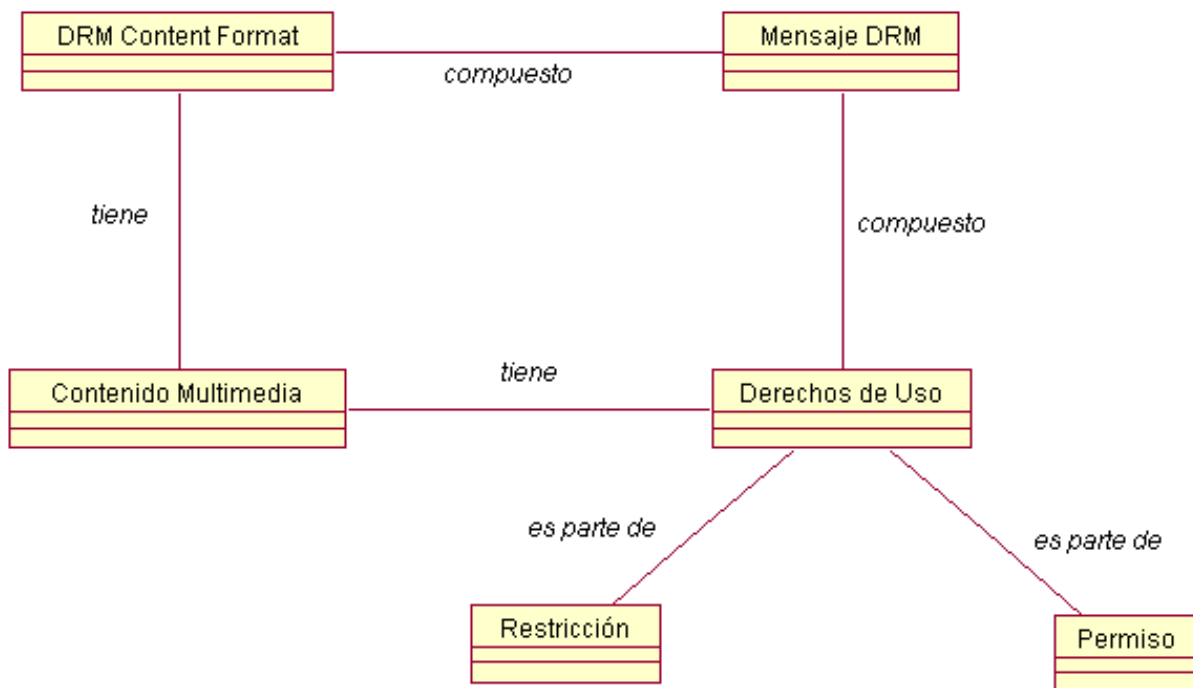 DRM Content Format
Mensaje DRM
compuesto
tiene
compuesto
Contenido Multimedia
tiene
Derechos de Uso
es parte de
es parte de
Restricción
Permiso